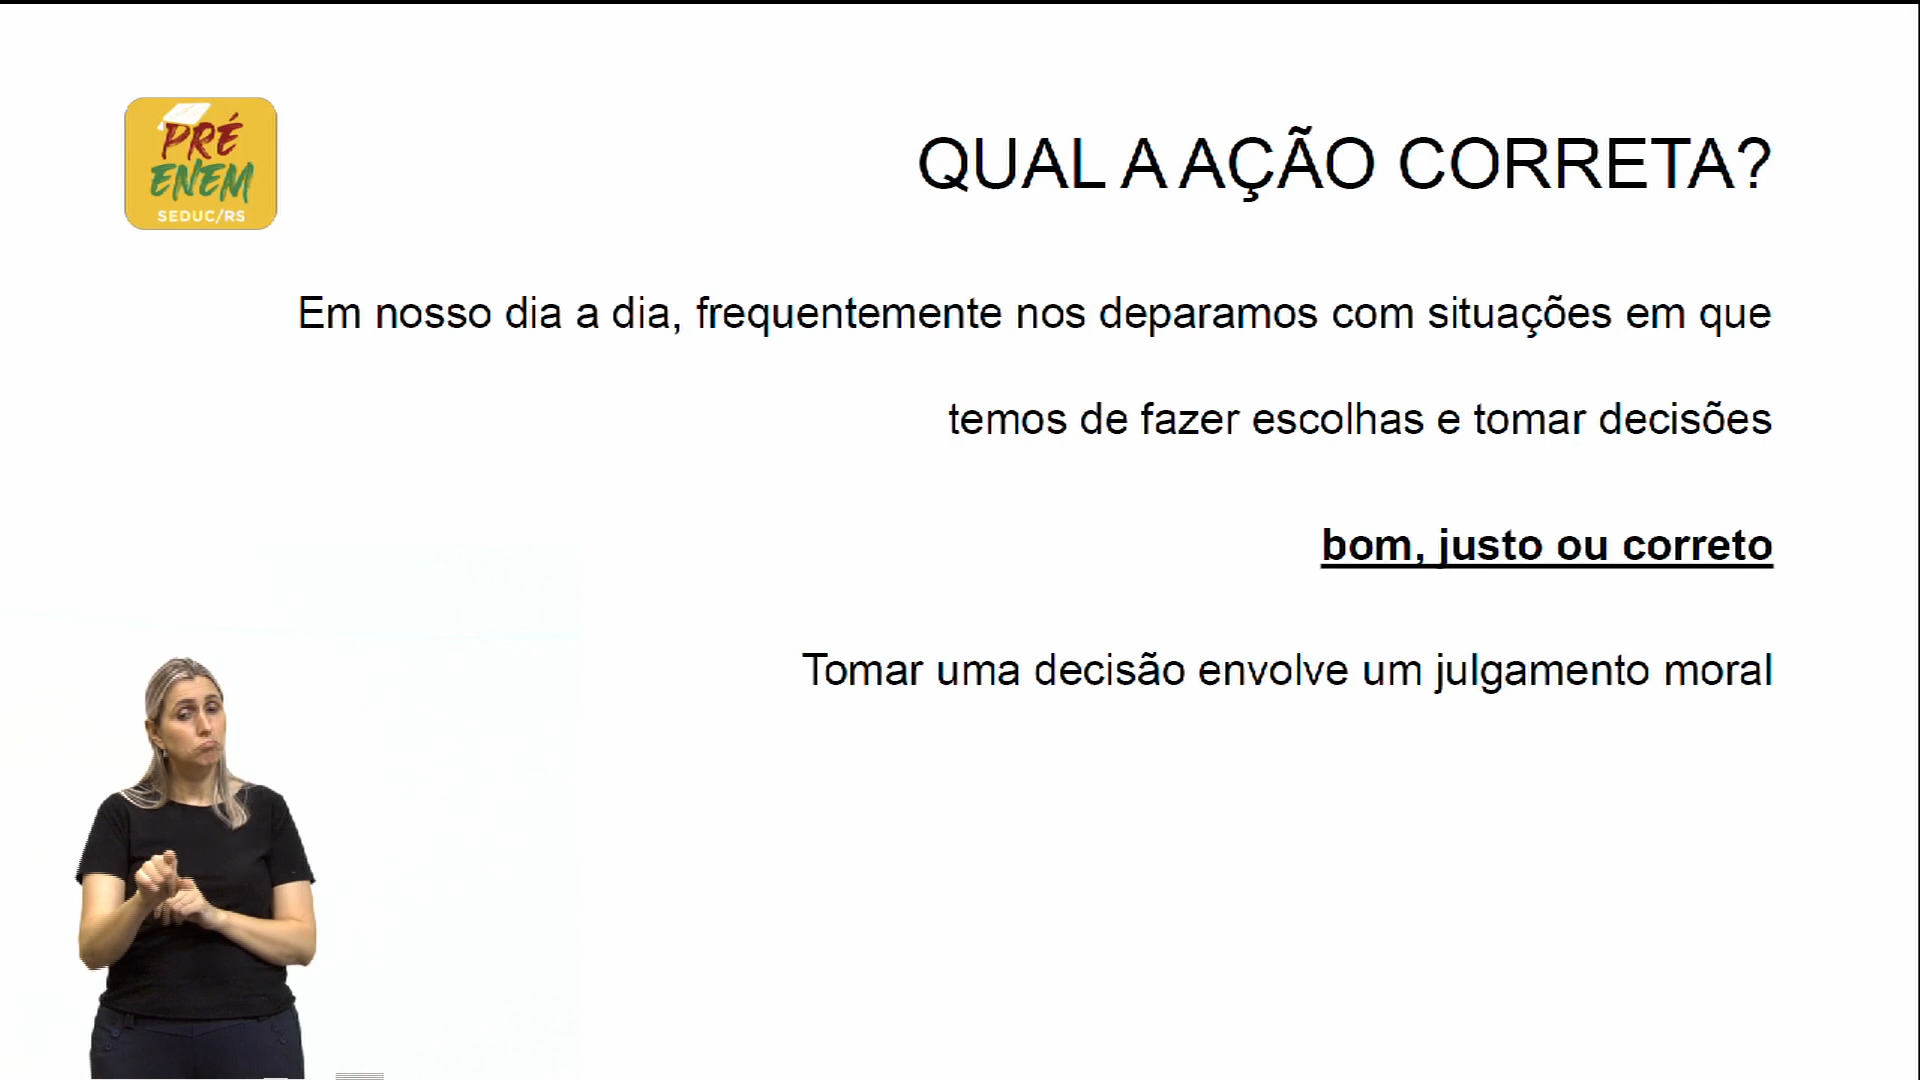 PRÉ
ENEM
SEDUC/RS
QUAL A AÇÃO CORRETA?
Em nosso dia a dia, frequentemente nos deparamos com situações em que
temos de fazer escolhas e tomar decisões
bom, justo ou correto
Tomar uma decisão envolve um julgamento moral